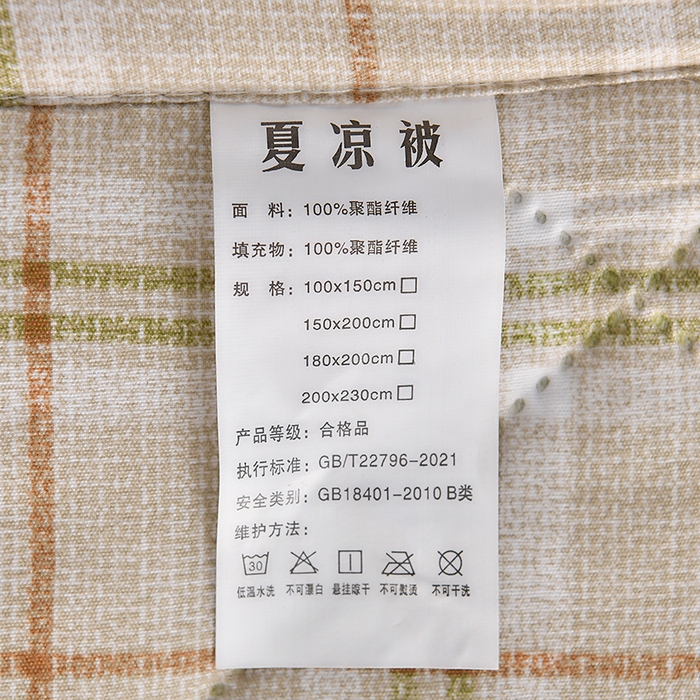 夏凉被
面 料：100%聚酯纤维
填充物：100%聚酯纤维
规 格：100x150cm□
150x200cm□
180x200cm□
200x230cm□
产品等级：合格品
执行标准：GB/T22796-2021
安全类别：GB18401-2010 B类
维护方法：
30
低温水洗 不可漂白 悬挂晾干 不可熨烫 不可干洗